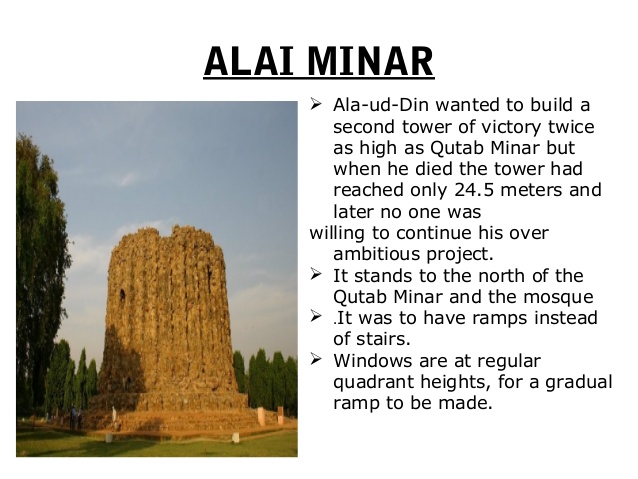 ALAI MINAR
➢ Ala-ud-Din wanted to build a
second tower of victory twice
as high as Qutab Minar but
when he died the tower had
reached only 24.5 meters and
later no one was
willing to continue his over
ambitious project.
➢ It stands to the north of the
Qutab Minar and the mosque
➢ .It was to have ramps instead
of stairs.
➢ Windows are at regular
quadrant heights, for a gradual
ramp to be made.